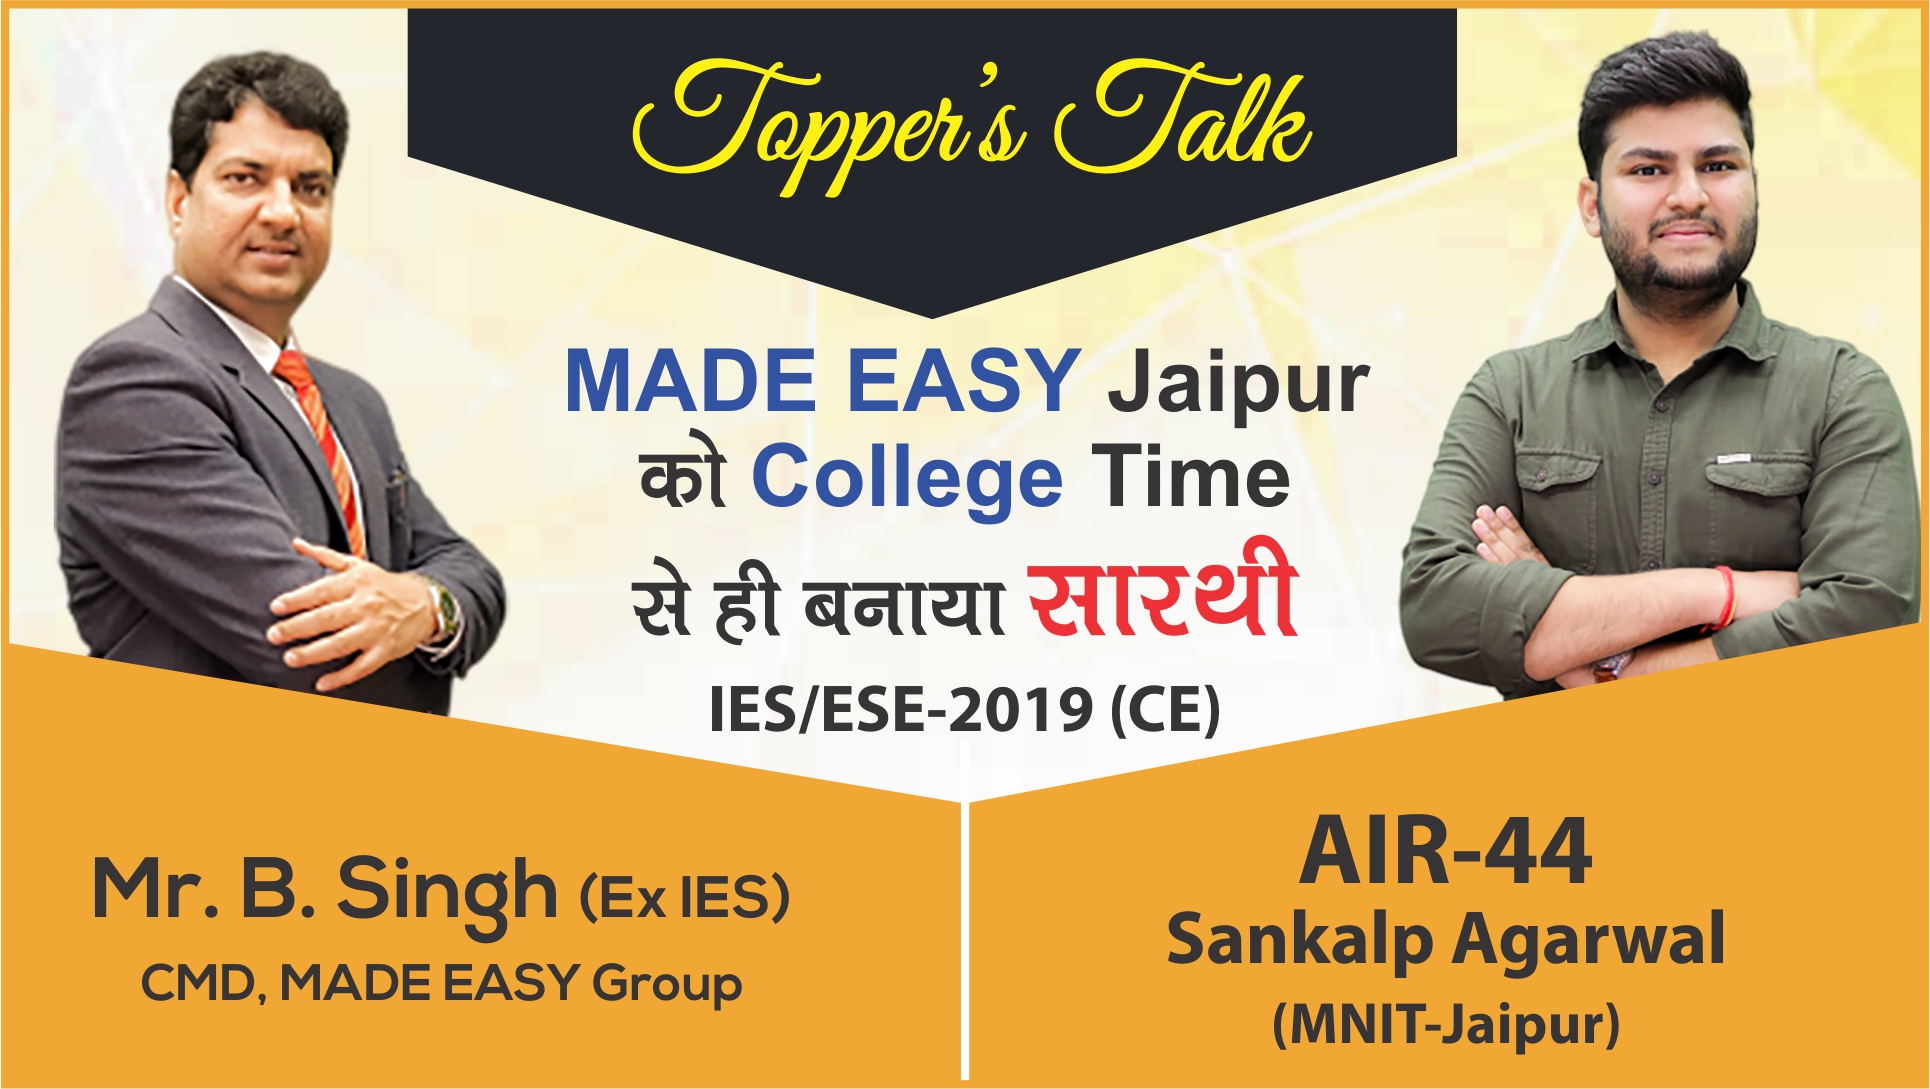 Topper's Talk
MADE EASY Jaipur
को College Time
से ही बनाया सारथी
IES/ESE-2019 (CE)
Mr. B. Singh (Ex IES)
CMD, MADE EASY Group
AIR-44
Sankalp Agarwal
(MNIT-Jaipur)